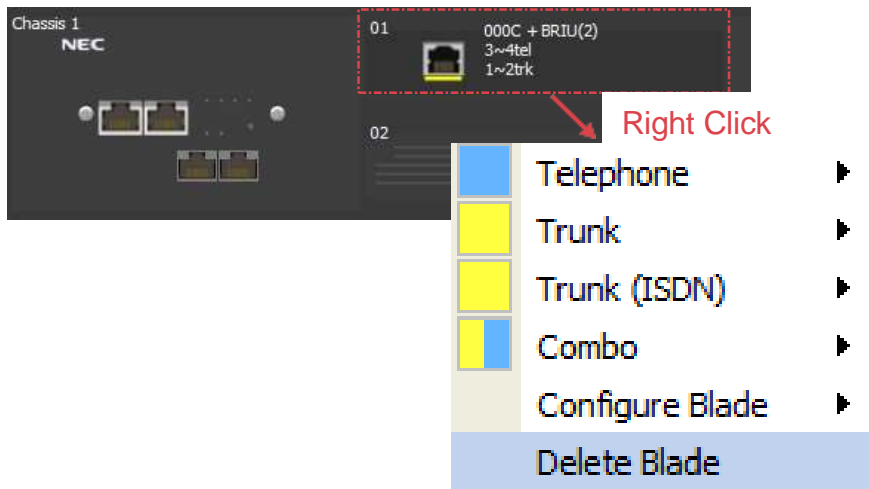 Chassis 1
NEC
01
000C + BRIU(2)
3~4tel
1~2trk
02
Right Click
Telephone
Trunk
Trunk (ISDN)
Combo
Configure Blade
Delete Blade